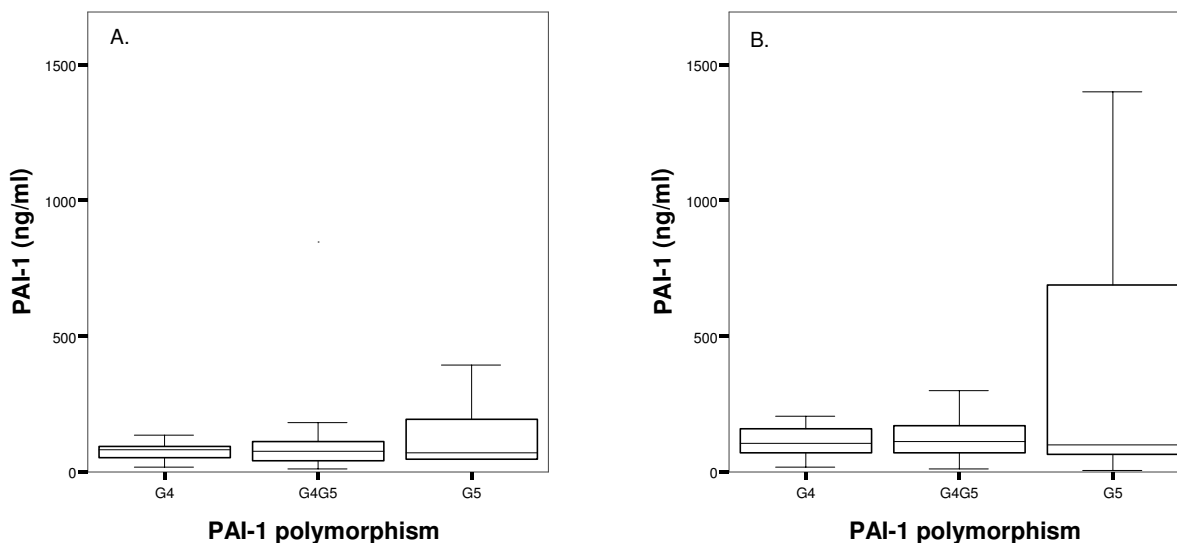 A.
1500
1000
500
0
PAI-1 (ng/ml)
G4
G4G5
G5
PAI-1 polymorphism
B.
1500
1000
500
0
PAI-1 (ng/ml)
G4
G4G5
G5
PAI-1 polymorphism